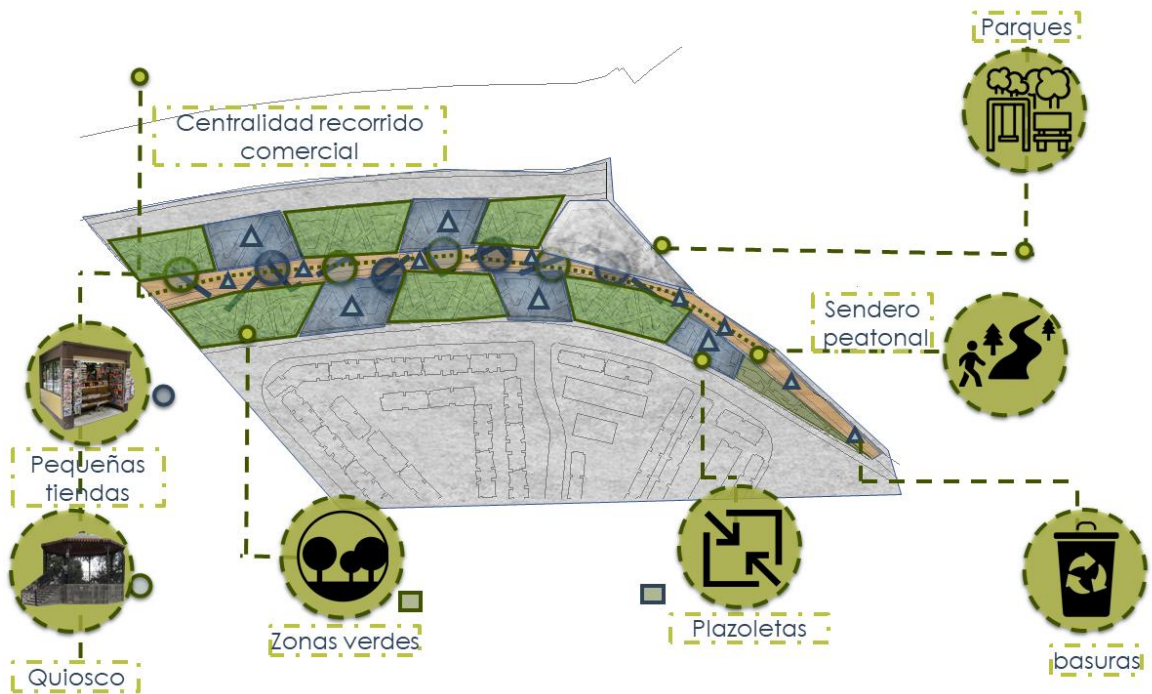 Parques
Centralidad recorrido
comercial
Sendero
peatonal
Pequeñas
tiendas
Zonas verdes
Plazoletas
basuras
Quiosco